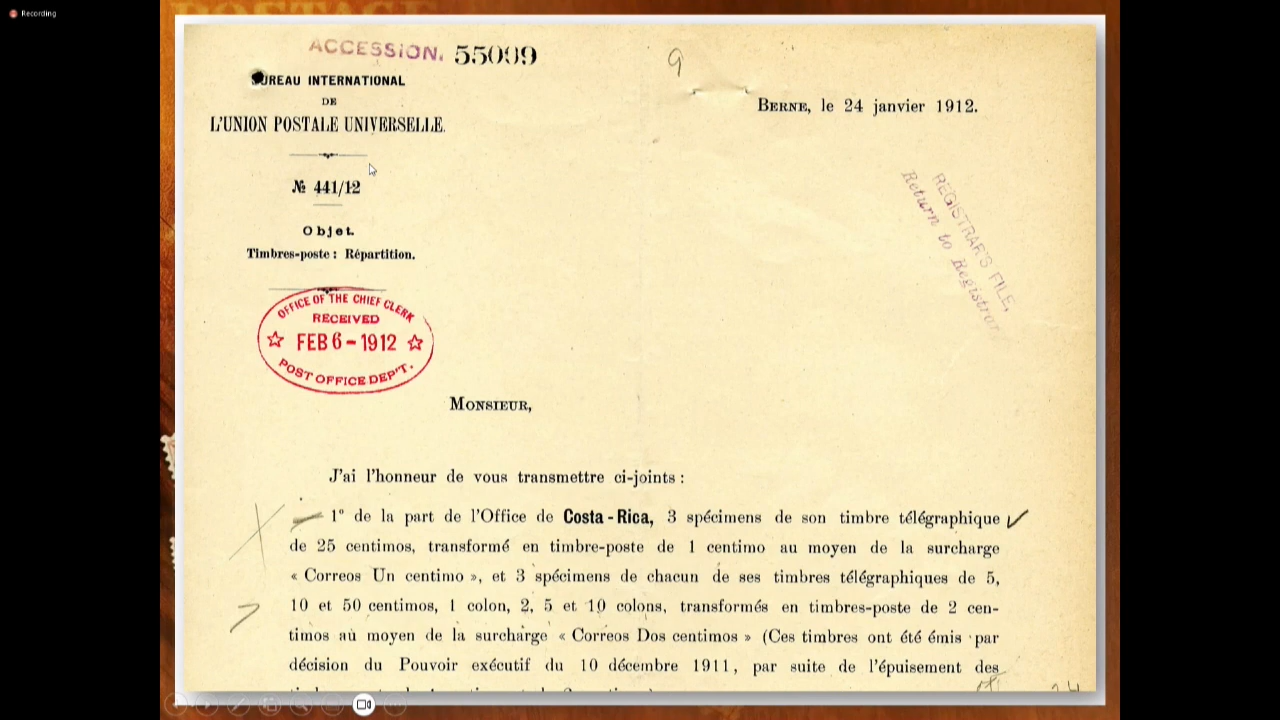 Recording
POSTAGE
ACCESSION. 55099
9
BUREAU INTERNATIONAL
DE
L'UNION POSTALE UNIVERSELLE.
BERNE, le 24 janvier 1912.
№ 441/12
Objet.
Timbres-poste : Répartition.
REGISTRAR'S FILE,
Return to Registrar
OFFICE OF THE CHIEF CLERK
RECEIVED
FEB 6 - 1912
POST OFFICE DEP'T.
MONSIEUR,
J'ai l'honneur de vous transmettre ci-joints :
1° de la part de l'Office de Costa-Rica, 3 spécimens de son timbre télégraphique
de 25 centimos, transformé en timbre-poste de 1 centimo au moyen de la surcharge
« Correos Un centimo », et 3 spécimens de chacun de ses timbres télégraphiques de 5,
10 et 50 centimos, 1 colon, 2, 5 et 10 colons, transformés en timbres-poste de 2 cen-
timos au moyen de la surcharge « Correos Dos centimos » (Ces timbres ont été émis par
décision du Pouvoir exécutif du 10 décembre 1911, par suite de l'épuisement des